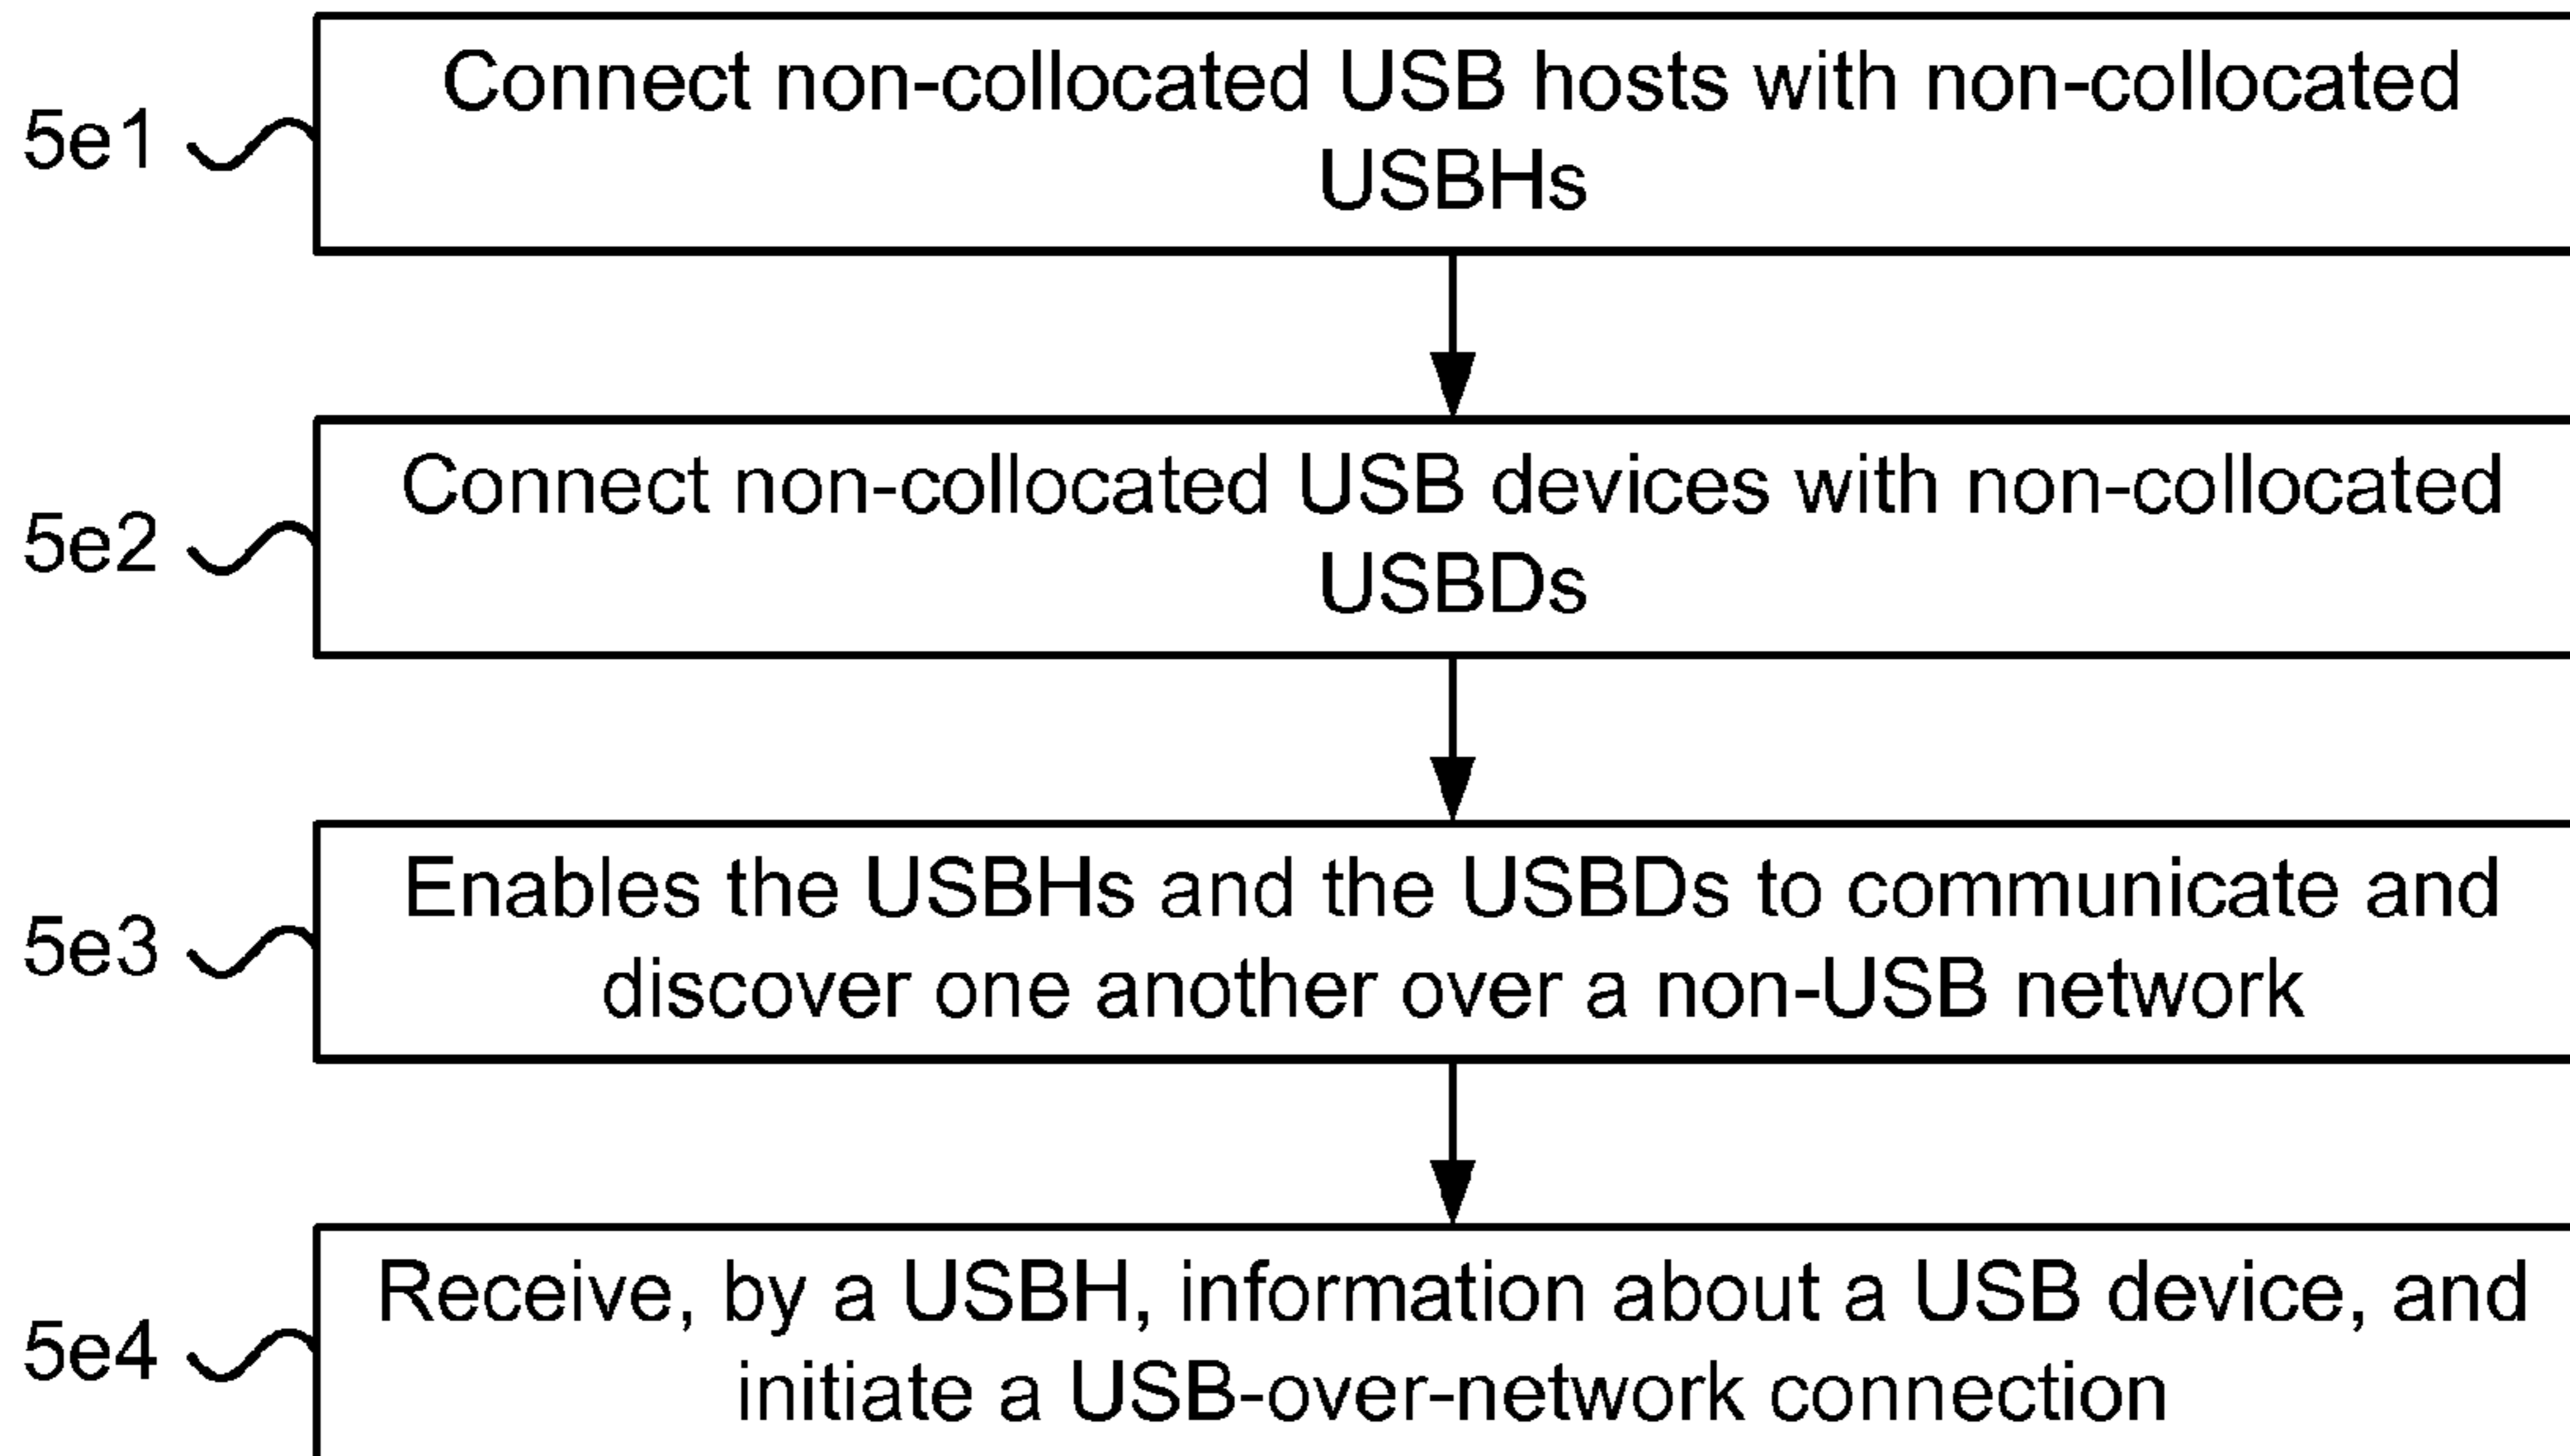 5e1
Connect non-collocated USB hosts with non-collocated
USBHs
5e2
Connect non-collocated USB devices with non-collocated
USBDs
5e3
Enables the USBHs and the USBDs to communicate and
discover one another over a non-USB network
5e4
Receive, by a USBH, information about a USB device, and
initiate a USB-over-network connection